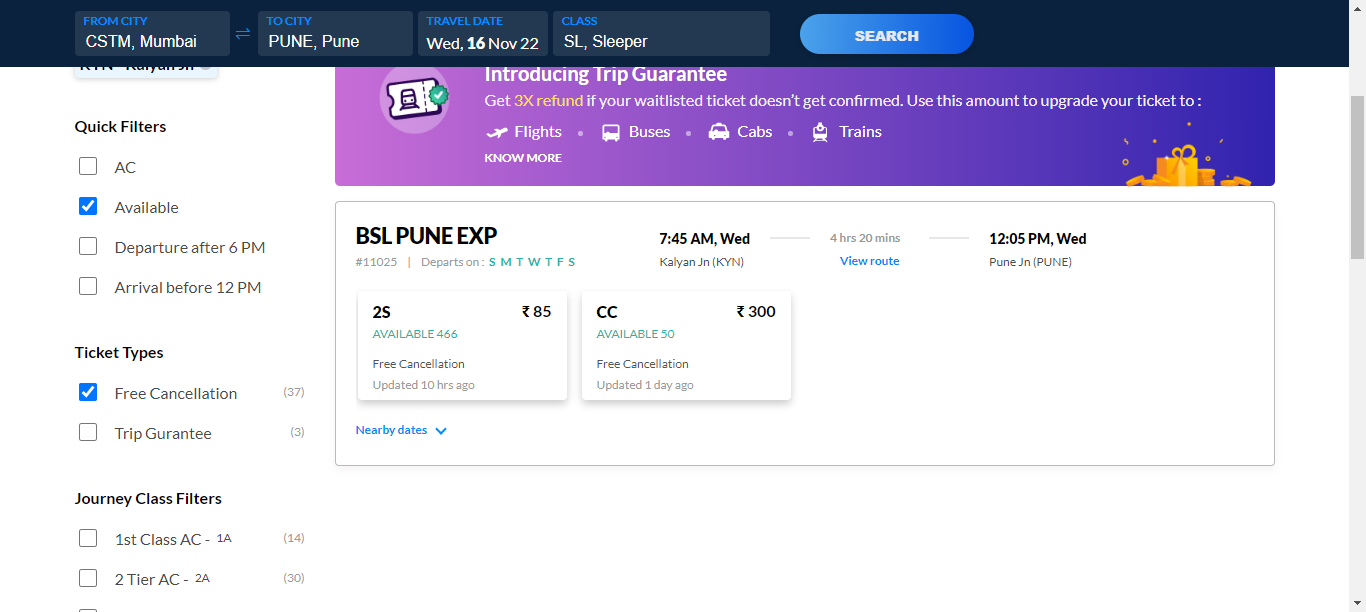 FROM CITY
CSTM, Mumbai
TO CITY
PUNE, Pune
TRAVEL DATE
Wed, 16 Nov 22
CLASS
SL, Sleeper
SEARCH
KYN - Kalyan Jn
Quick Filters
AC
Available
Departure after 6 PM
Arrival before 12 PM
Ticket Types
Free Cancellation (37)
Trip Gurantee (3)
Journey Class Filters
1st Class AC - 1A (14)
2 Tier AC - 2A (30)
Introducing Trip Guarantee
Get 3X refund if your waitlisted ticket doesn’t get confirmed. Use this amount to upgrade your ticket to :
Flights • Buses • Cabs • Trains
KNOW MORE
BSL PUNE EXP
#11025 | Departs on : S M T W T F S
7:45 AM, Wed
Kalyan Jn (KYN)
4 hrs 20 mins
View route
12:05 PM, Wed
Pune Jn (PUNE)
2S ₹ 85
AVAILABLE 466
Free Cancellation
Updated 10 hrs ago
CC ₹ 300
AVAILABLE 50
Free Cancellation
Updated 1 day ago
Nearby dates